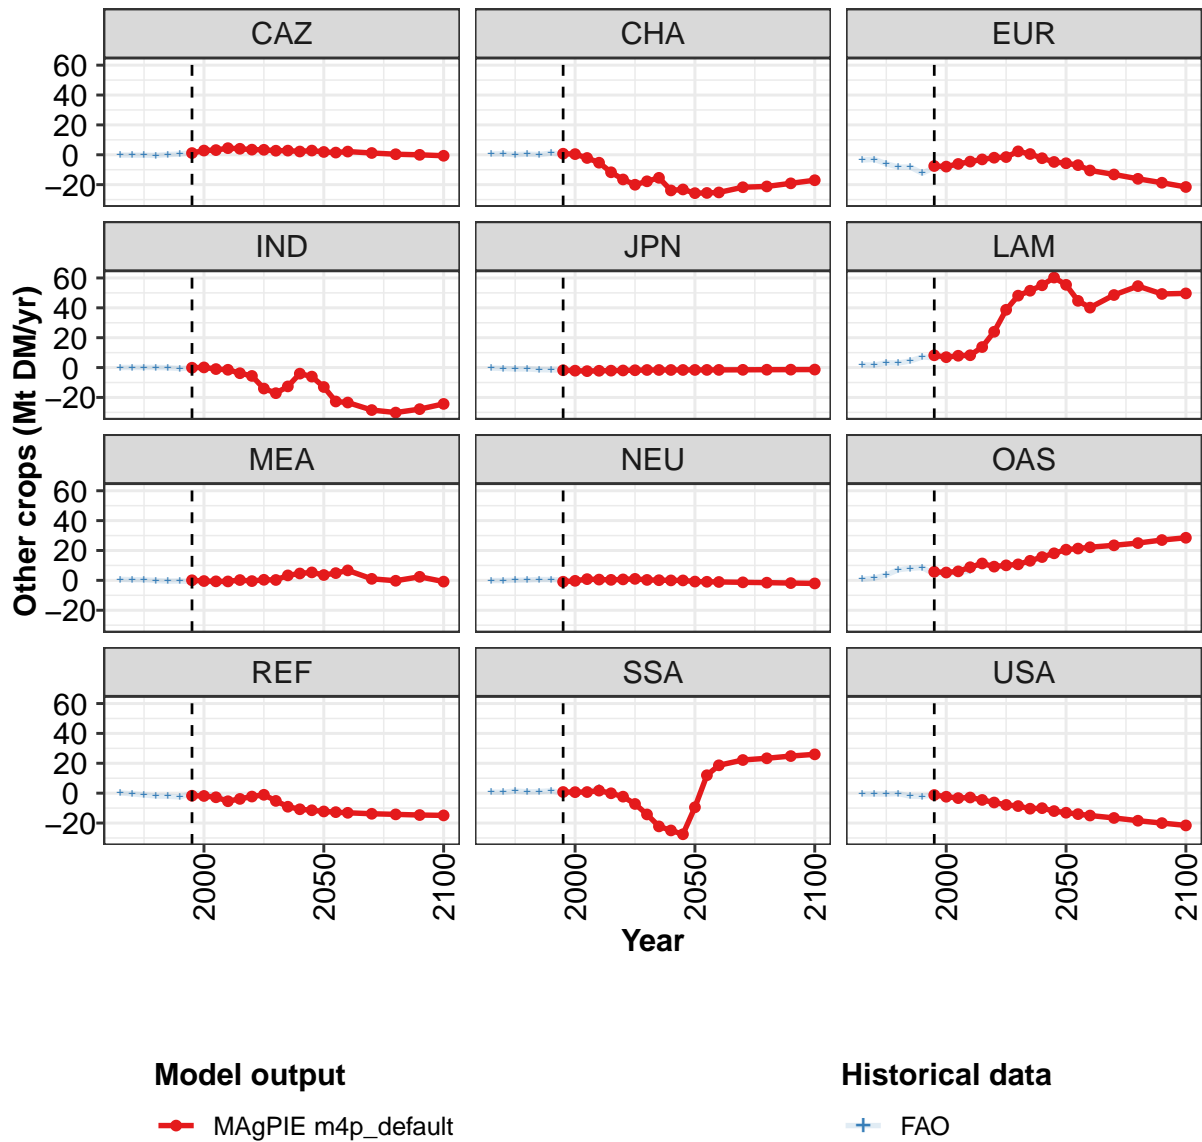 CAZ CHA EUR
60
40
20
0
−20
IND JPN LAM
60
40
20
0
−20
MEA NEU OAS
60
40
20
0
−20
REF SSA USA
60
40
20
0
−20
Other crops (Mt DM/yr)
2000 2050 2100 2000 2050 2100 2000 2050 2100
Year
Model output Historical data
MAgPIE m4p_default FAO